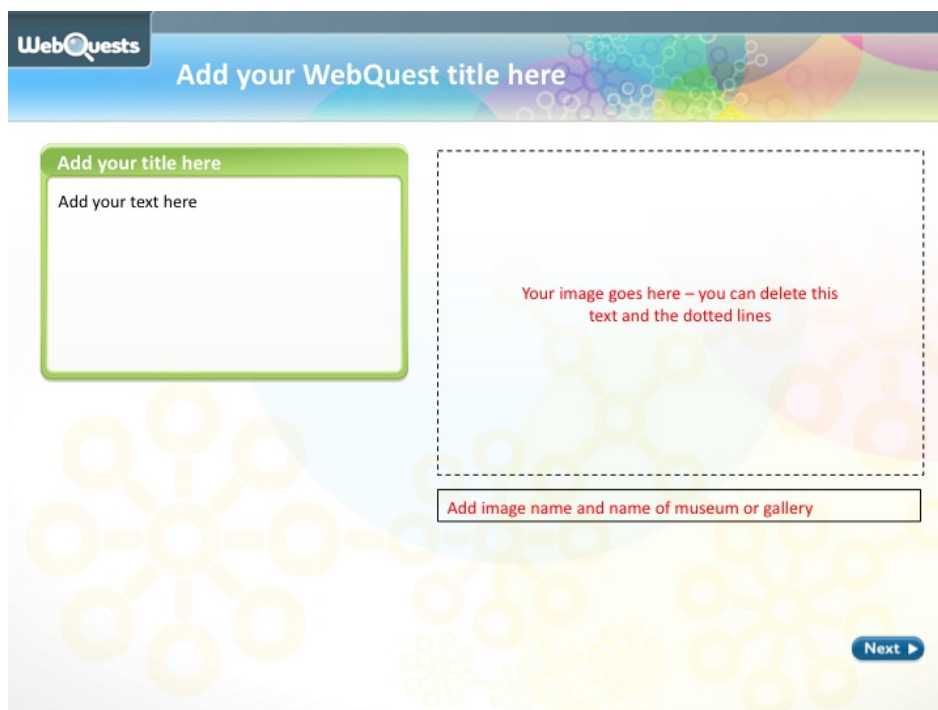 WebQuests
Add your WebQuest title here
Add your title here
Add your text here
Your image goes here – you can delete this
text and the dotted lines
Add image name and name of museum or gallery
Next